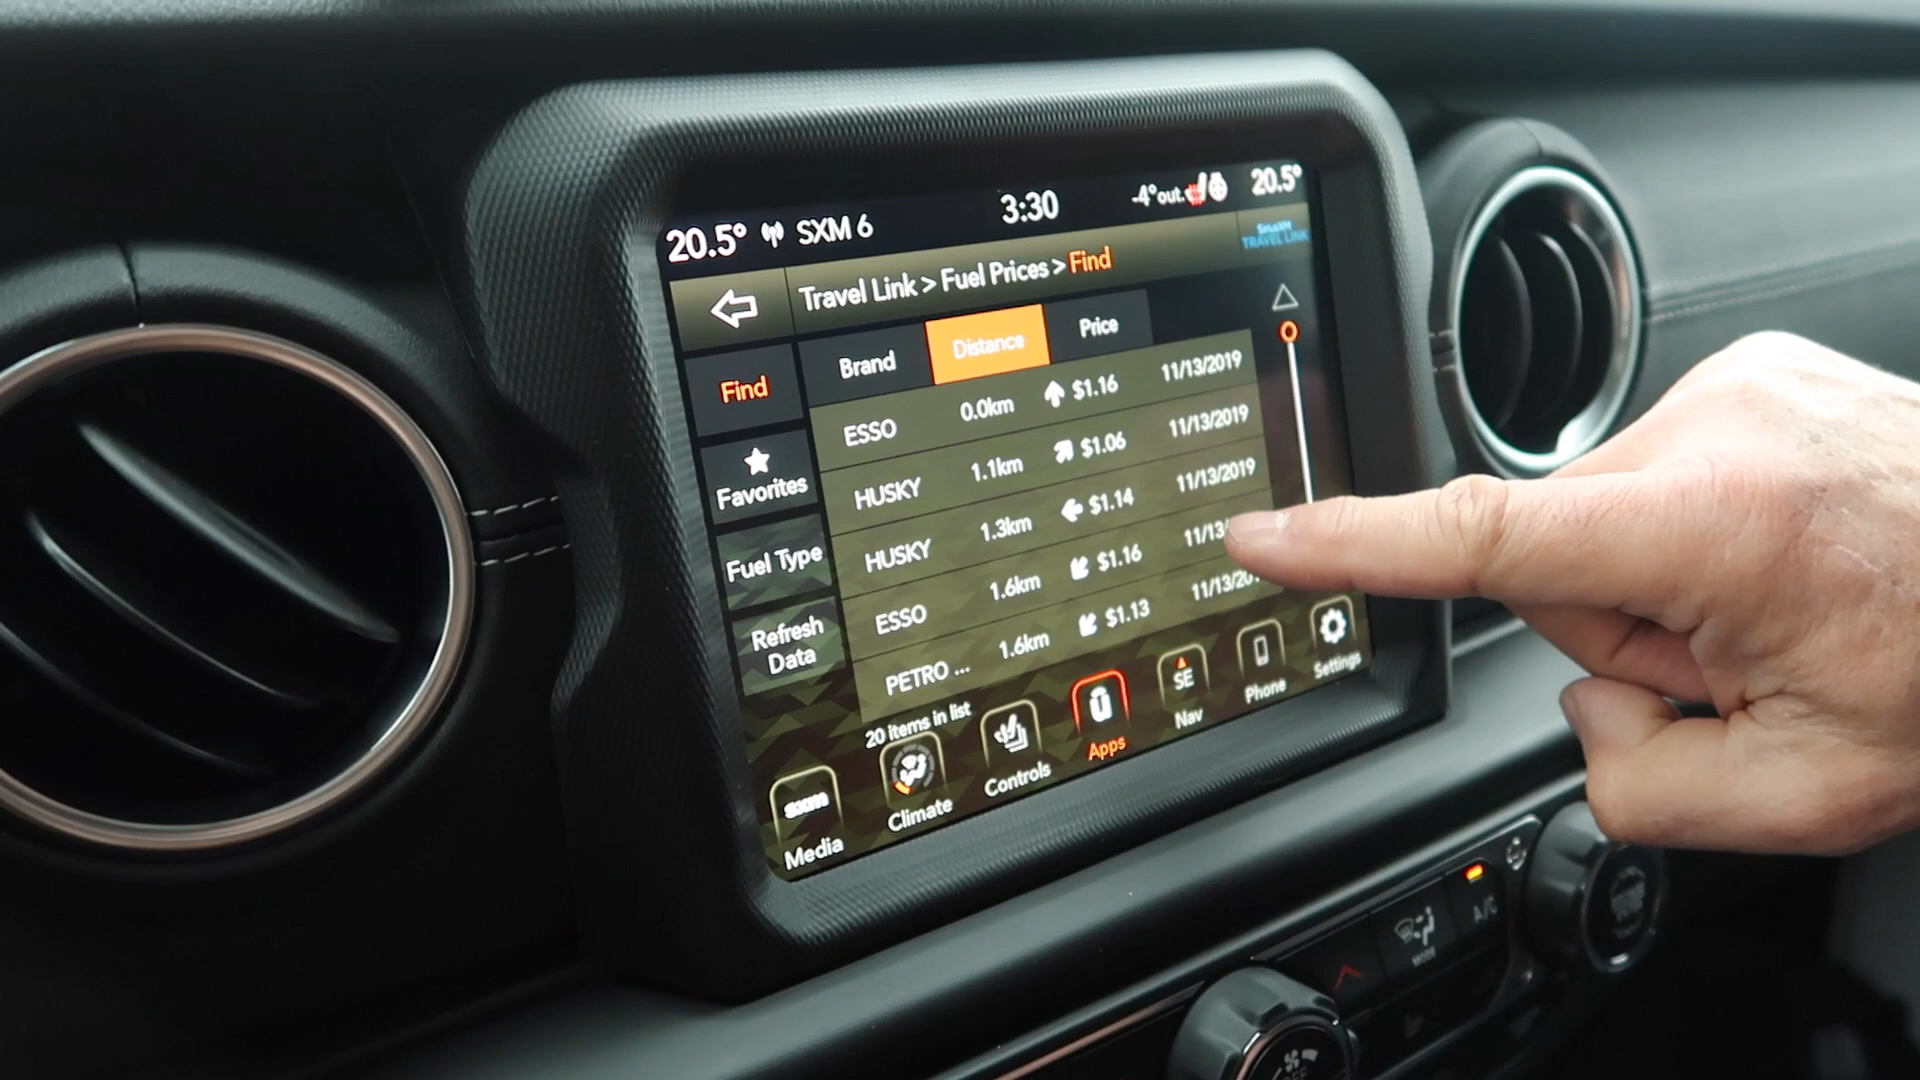 20.5° SXM 6 3:30 -4°out. 20.5°
Travel Link > Fuel Prices > Find
SiriusXM
TRAVEL LINK
Brand Distance Price
Find
Favorites
Fuel Type
Refresh
Data
ESSO 0.0km $1.16 11/13/2019
HUSKY 1.1km $1.06 11/13/2019
HUSKY 1.3km $1.14 11/13/2019
ESSO 1.6km $1.16 11/13/
PETRO ... 1.6km $1.13 11/13/20
20 items in list
sxm
Media
Climate
Controls
Apps
SE
Nav
Phone
Settings
MODE
A/C
OFF